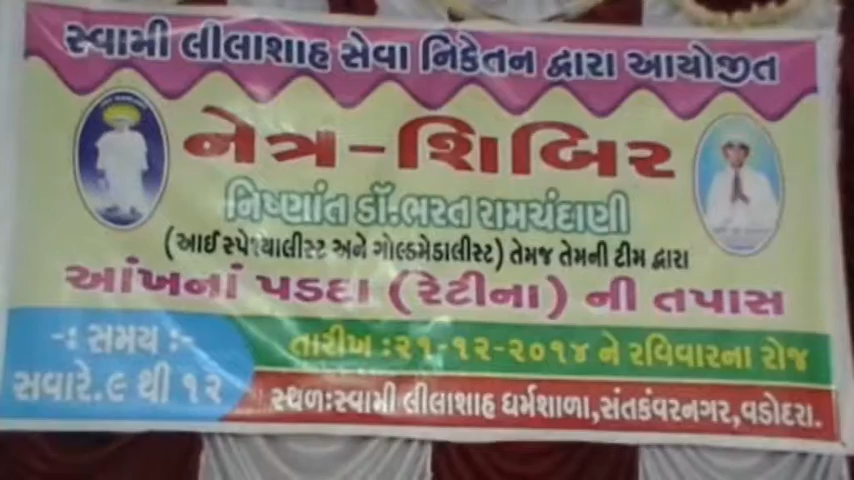 સ્વામી લીલાશાહ સેવા નિકેતન દ્વારા આયોજીત
નેત્ર-શિબિર
નિષ્ણાંત ડૉ.ભરત રામચંદાણી
(આઈ સ્પેશ્યાલીસ્ટ અને ગોલ્ડમેડાલીસ્ટ) તેમજ તેમની ટીમ દ્વારા
આંખનાં પડદા (રેટીના) ની તપાસ
-: સમય :-
સવારે.૯ થી ૧૨
તારીખ :૨૧-૧૨-૨૦૧૪ ને રવિવારના રોજ
સ્થળ:સ્વામી લીલાશાહ ધર્મશાળા,સંતકંવરનગર,વડોદરા.